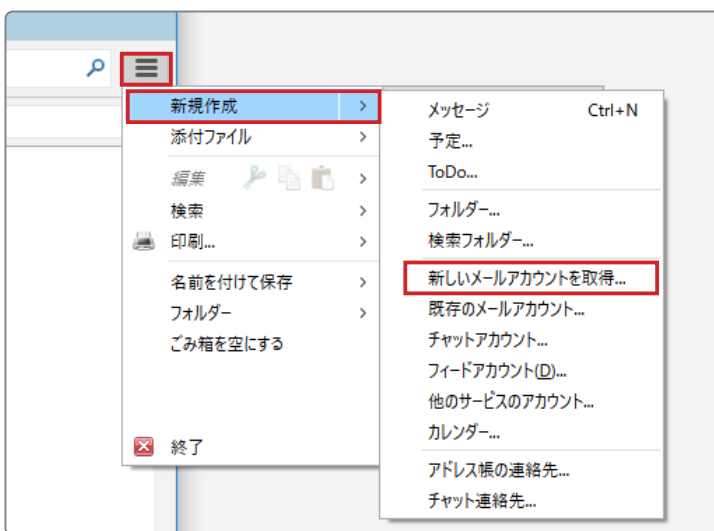 新規作成
添付ファイル
編集
検索
印刷...
名前を付けて保存
フォルダー
ごみ箱を空にする
終了
メッセージ Ctrl+N
予定...
ToDo...
フォルダー...
検索フォルダー...
新しいメールアカウントを取得...
既存のメールアカウント...
チャットアカウント...
フィードアカウント(D)...
他のサービスのアカウント...
カレンダー...
アドレス帳の連絡先...
チャット連絡先...